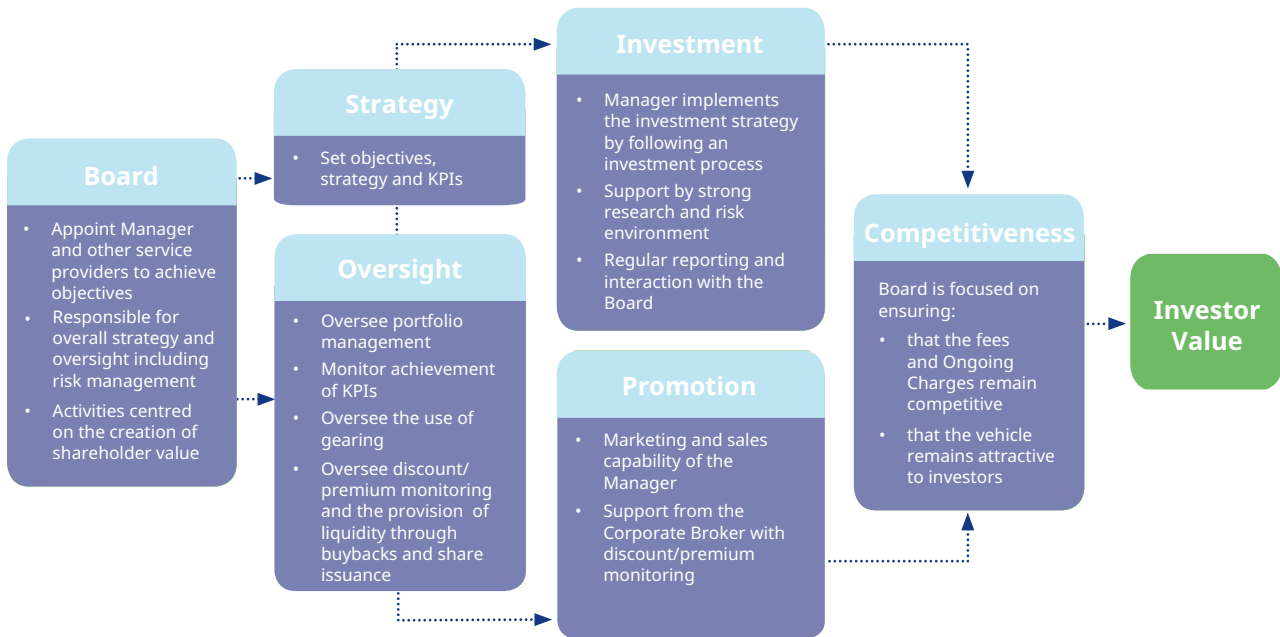 Board
• Appoint Manager
and other service
providers to achieve
objectives
• Responsible for
overall strategy and
oversight including
risk management
• Activities centred
on the creation of
shareholder value
Strategy
• Set objectives,
strategy and KPIs
Oversight
• Oversee portfolio
management
• Monitor achievement
of KPIs
• Oversee the use of
gearing
• Oversee discount/
premium monitoring
and the provision of
liquidity through
buybacks and share
issuance
Investment
• Manager implements
the investment strategy
by following an
investment process
• Support by strong
research and risk
environment
• Regular reporting and
interaction with the
Board
Promotion
• Marketing and sales
capability of the
Manager
• Support from the
Corporate Broker with
discount/premium
monitoring
Competitiveness
Board is focused on
ensuring:
• that the fees
and Ongoing
Charges remain
competitive
• that the vehicle
remains attractive
to investors
Investor
Value